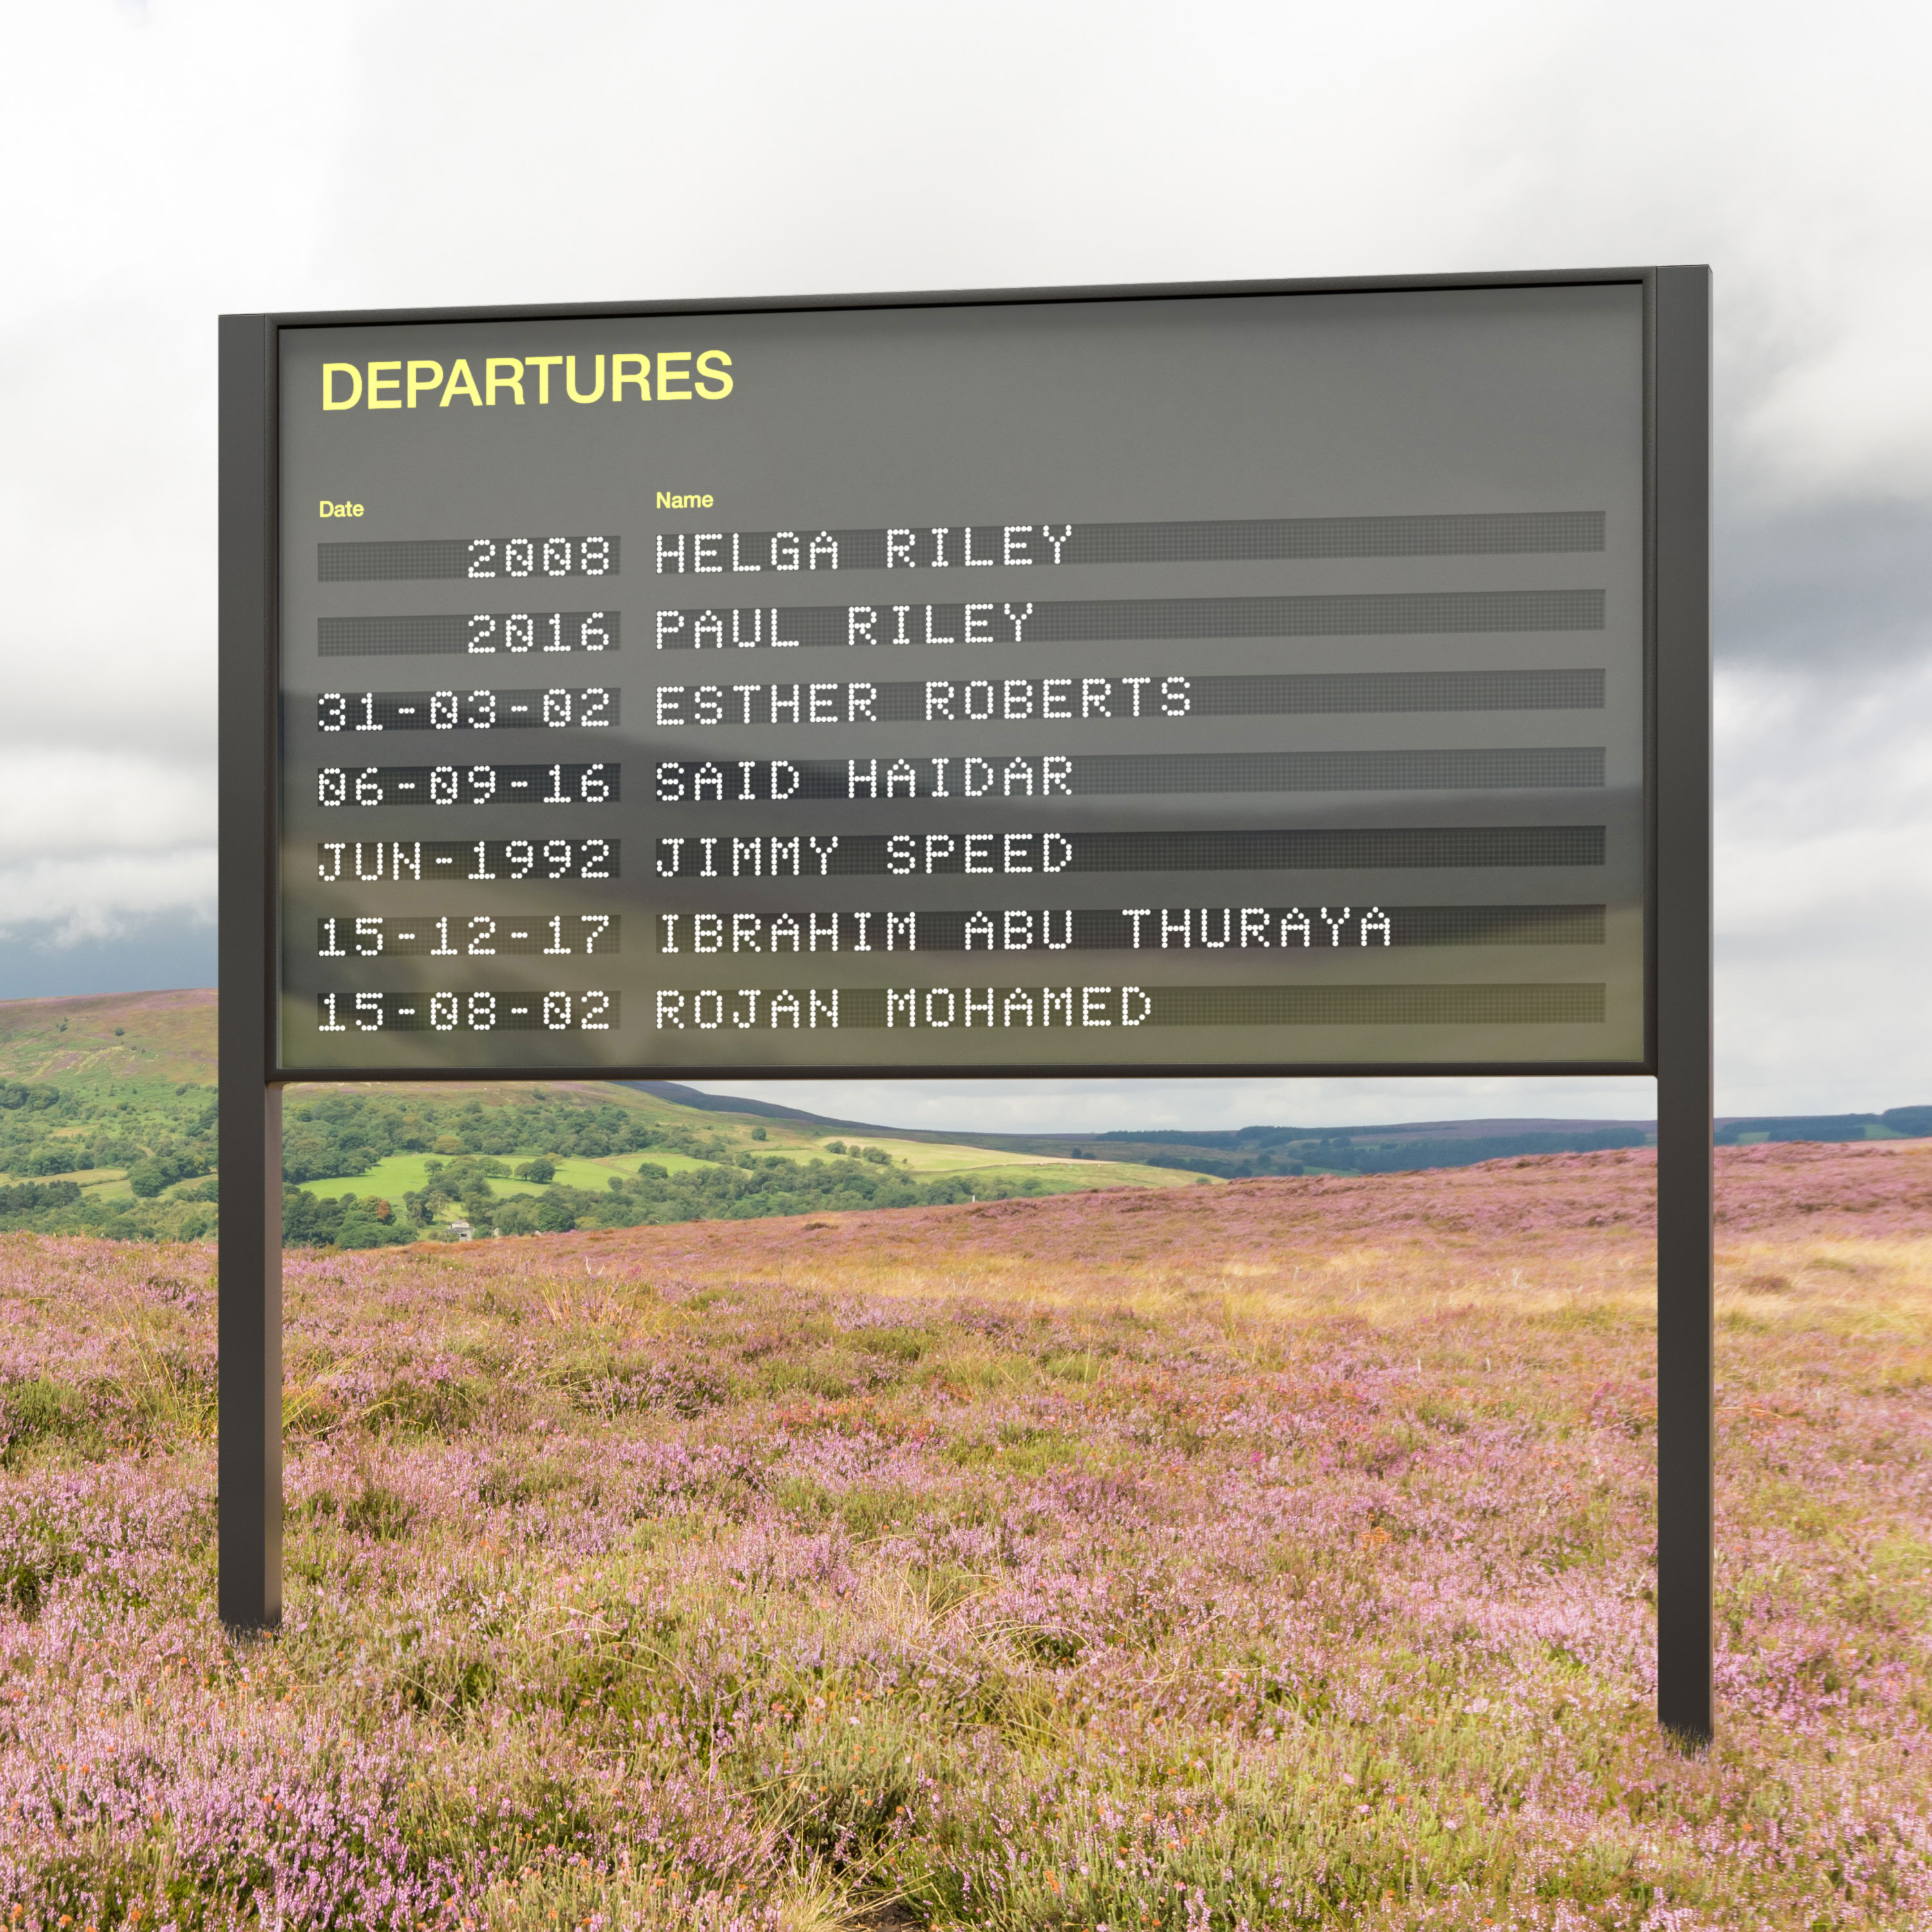 DEPARTURES
Date Name
2008 HELGA RILEY
2016 PAUL RILEY
31-03-02 ESTHER ROBERTS
06-09-16 SAID HAIDAR
JUN-1992 JIMMY SPEED
15-12-17 IBRAHIM ABU THURAYA
15-08-02 ROJAN MOHAMED